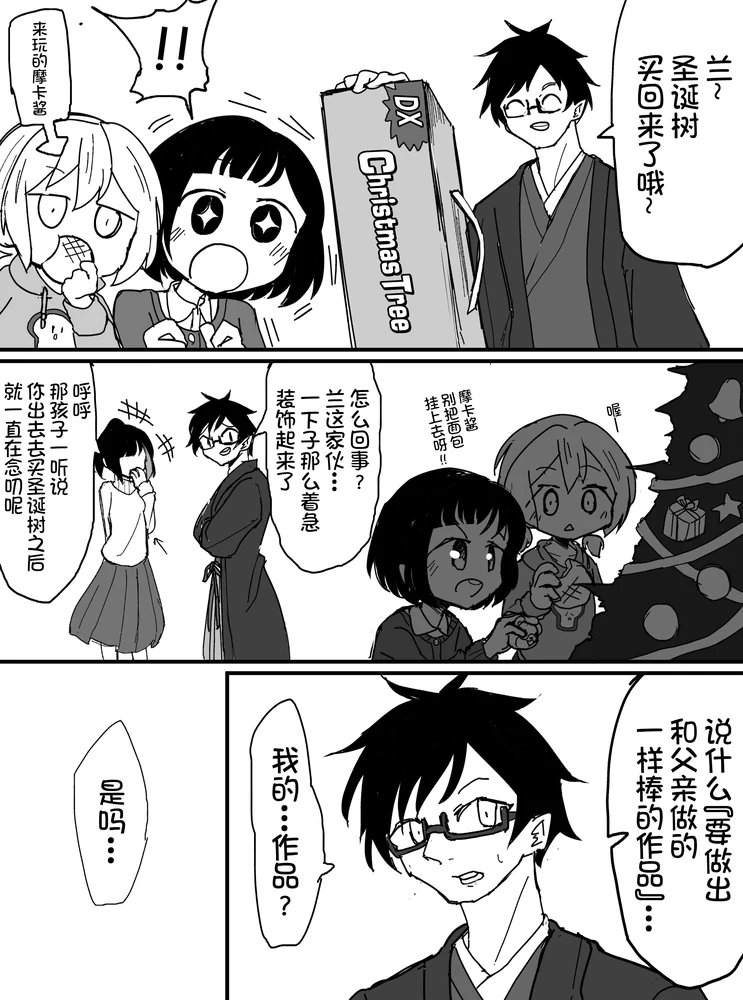 兰~
圣诞树
买回来了哦~
DX
ChristmasTree
!!
来玩的摩卡酱
喔~
摩卡酱
别把面包
挂上去呀!!
怎么回事？
兰这家伙…
一下子那么着急
装饰起来了
呼呼
那孩子一听说
你出去去买圣诞树之后
就一直在念叨呢
说什么『要做出
和父亲做的
一样棒的作品』…
我的…作品？
是吗…